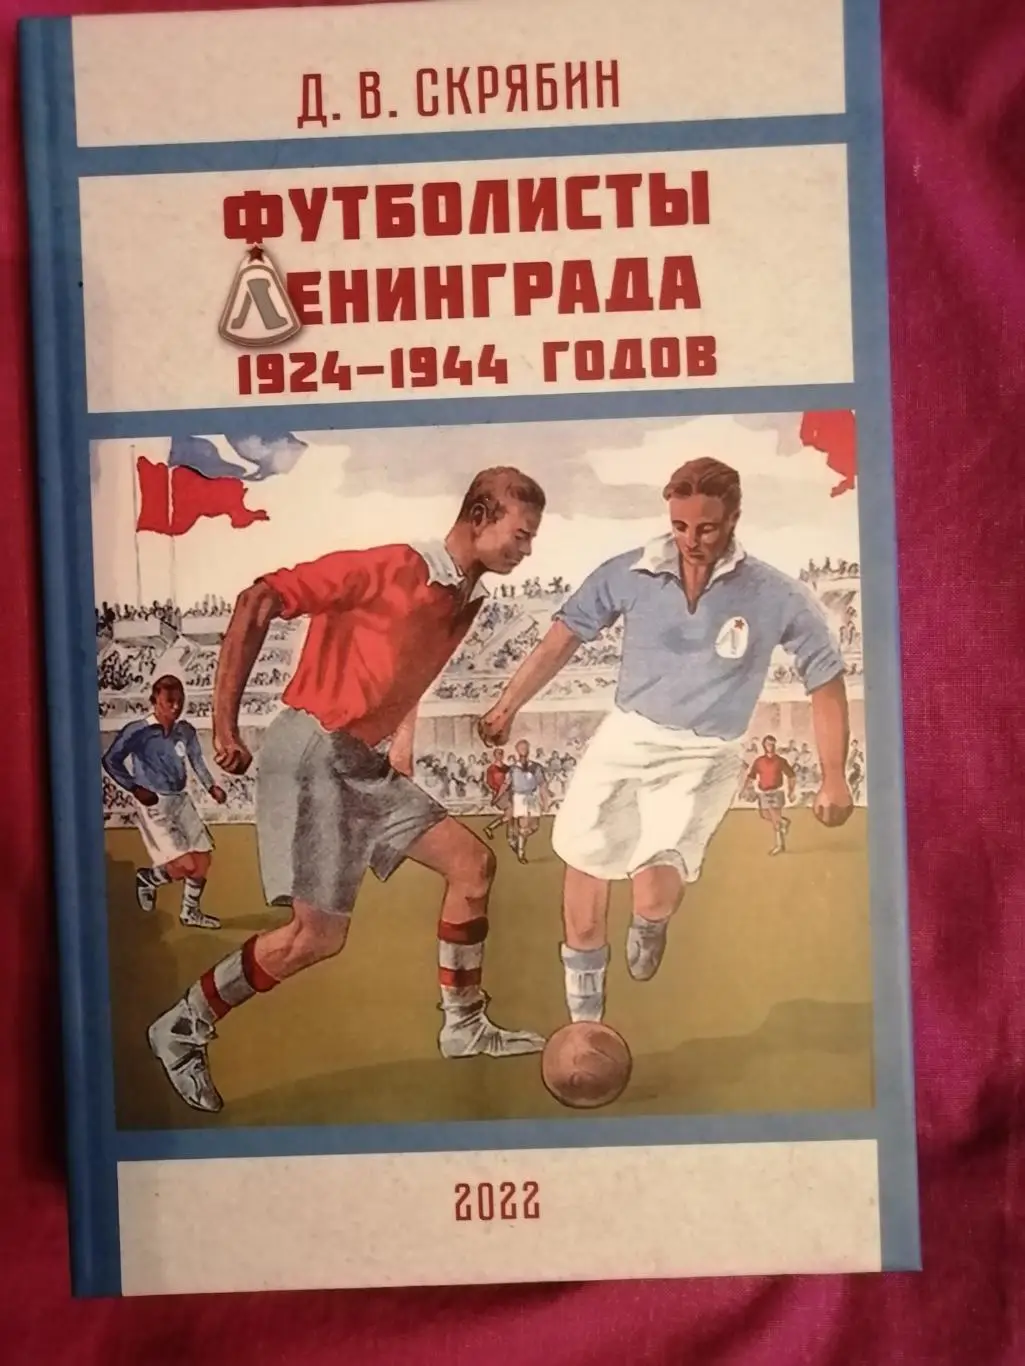 Д. В. СКРЯБИН
ФУТБОЛИСТЫ
ЛЕНИНГРАДА
1924–1944 ГОДОВ
Л
2022